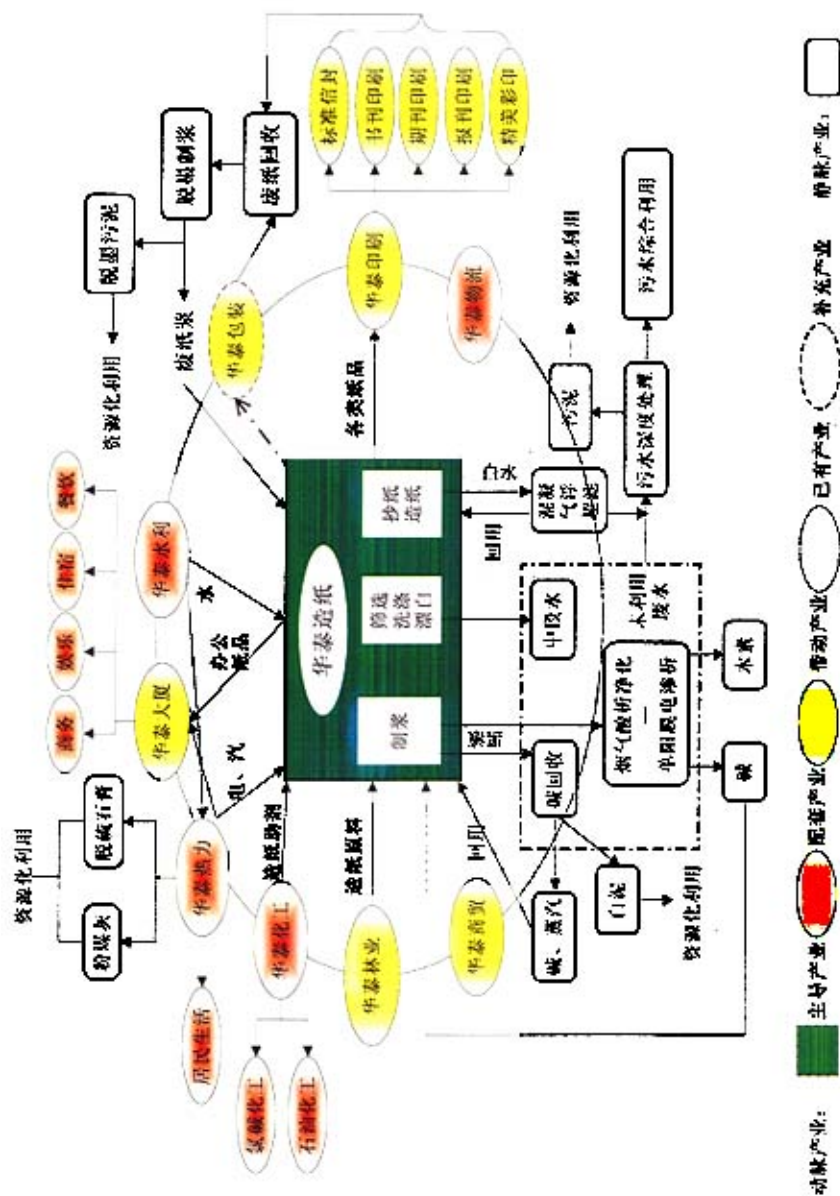 资源化利用
粉煤灰
脱硫石膏
商务
娱乐
住宿
餐饮
资源化利用
脱墨污泥
脱墨制浆
废纸回收
废纸浆
居民生活
华泰热力
华泰大厦
华泰水利
华泰包装
氯碱化工
石油化工
华泰化工
电、汽
办公
纸品
水
造纸助剂
华泰造纸
华泰林业
造纸原料
制浆
筛选
洗涤
漂白
抄纸
造纸
各类纸品
华泰印刷
标准信封
书刊印刷
期刊印刷
报刊印刷
精美彩印
华泰商贸
华泰物流
回用
回用
白水
碱、蒸汽
碱回收
中段水
混凝
气浮
超滤
污泥
资源化利用
白泥
资源化利用
烟气酸析净化
单阳膜电渗析
未利用
废水
污水深度处理
污水综合利用
碱
木素
动脉产业：
主导产业
配套产业
带动产业
已有产业
补充产业
静脉产业：